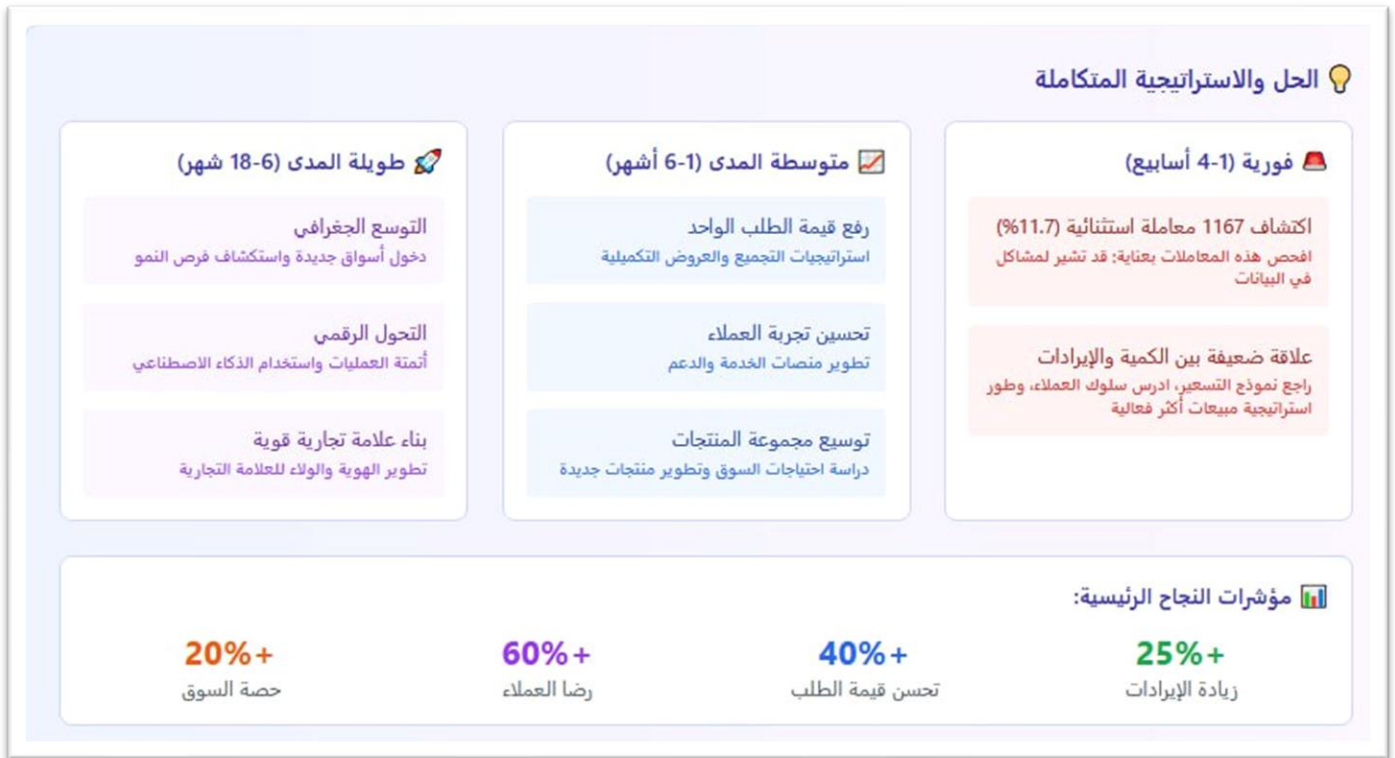 💡 الحل والاستراتيجية المتكاملة
🚨 فورية (1-4 أسابيع)
اكتشاف 1167 معاملة استثنائية (11.7%)
افحص هذه المعاملات بعناية: قد تشير لمشاكل
في البيانات
علاقة ضعيفة بين الكمية والإيرادات
راجع نموذج التسعير، ادرس سلوك العملاء، وطور
استراتيجية مبيعات أكثر فعالية
📈 متوسطة المدى (1-6 أشهر)
رفع قيمة الطلب الواحد
استراتيجيات التجميع والعروض التكميلية
تحسين تجربة العملاء
تطوير منصات الخدمة والدعم
توسيع مجموعة المنتجات
دراسة احتياجات السوق وتطوير منتجات جديدة
🚀 طويلة المدى (6-18 شهر)
التوسع الجغرافي
دخول أسواق جديدة واستكشاف فرص النمو
التحول الرقمي
أتمتة العمليات واستخدام الذكاء الاصطناعي
بناء علامة تجارية قوية
تطوير الهوية والولاء للعلامة التجارية
📊 مؤشرات النجاح الرئيسية:
25%+
زيادة الإيرادات
40%+
تحسن قيمة الطلب
60%+
رضا العملاء
20%+
حصة السوق